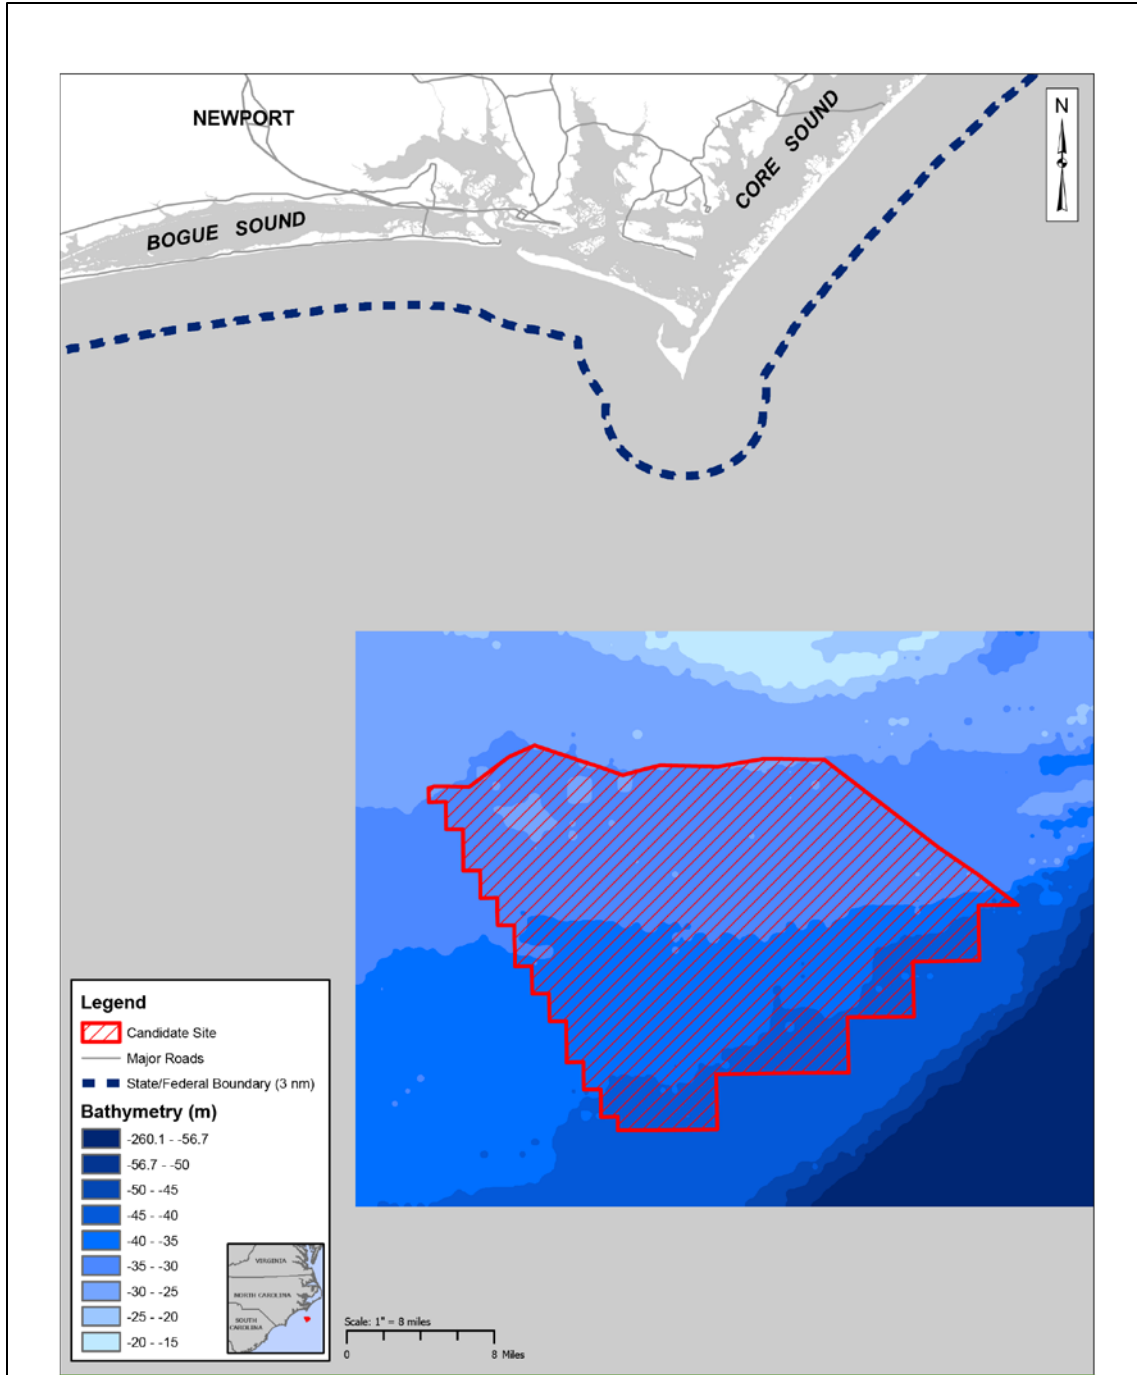 NEWPORT
N
CORE SOUND
BOGUE SOUND
Legend
Candidate Site
Major Roads
State/Federal Boundary (3 nm)
Bathymetry (m)
-260.1 - -56.7
-56.7 - -50
-50 - -45
-45 - -40
-40 - -35
-35 - -30
-30 - -25
-25 - -20
-20 - -15
VIRGINIA
NORTH CAROLINA
SOUTH
CAROLINA
Scale: 1" = 8 miles
0
8 Miles